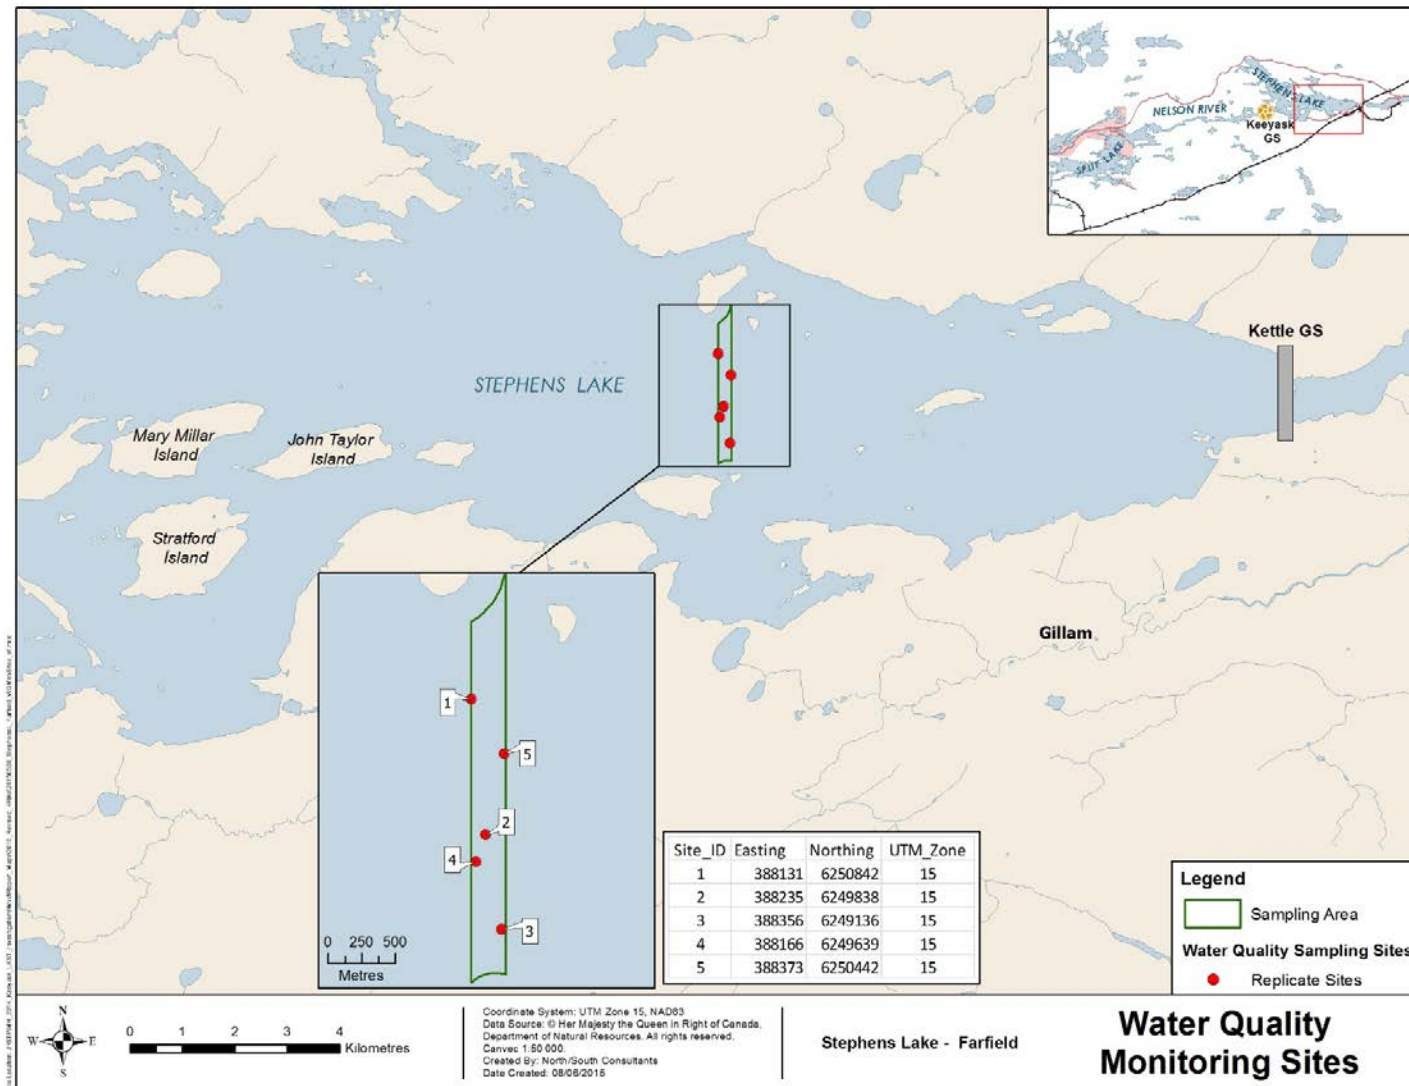 STEPHENS LAKE
NELSON RIVER
Keeyask
GS
SPLIT LAKE
Kettle GS
STEPHENS LAKE
Mary Millar
Island
John Taylor
Island
Stratford
Island
Gillam
1
5
2
4
3
0 250 500
Metres
Site_ID Easting Northing UTM_Zone
1 388131 6250842 15
2 388235 6249838 15
3 388356 6249136 15
4 388166 6249639 15
5 388373 6250442 15
Legend
Sampling Area
Water Quality Sampling Sites
Replicate Sites
N
W E
S
0 1 2 3 4
Kilometres
Coordinate System: UTM Zone 15, NAD83
Data Source: © Her Majesty the Queen in Right of Canada,
Department of Natural Resources. All rights reserved.
Canvec 1:50 000.
Created By: North/South Consultants
Date Created: 08/06/2015
Stephens Lake - Farfield
Water Quality
Monitoring Sites